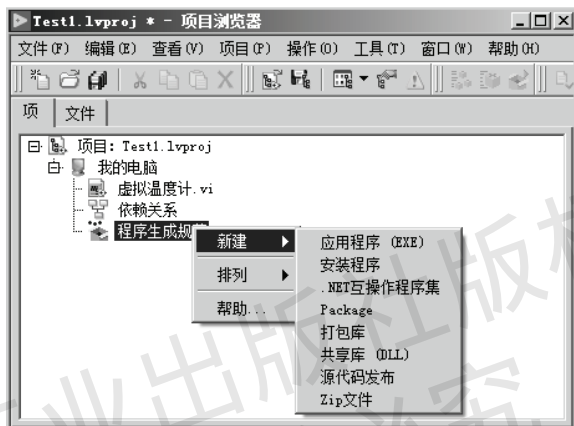 Test1.lvproj * - 项目浏览器
文件(F) 编辑(E) 查看(V) 项目(P) 操作(O) 工具(T) 窗口(W) 帮助(H)
项 文件
项目: Test1.lvproj
我的电脑
虚拟温度计.vi
依赖关系
程序生成规范
新建
排列
帮助...
应用程序 (EXE)
安装程序
.NET互操作程序集
Package
打包库
共享库 (DLL)
源代码发布
Zip文件